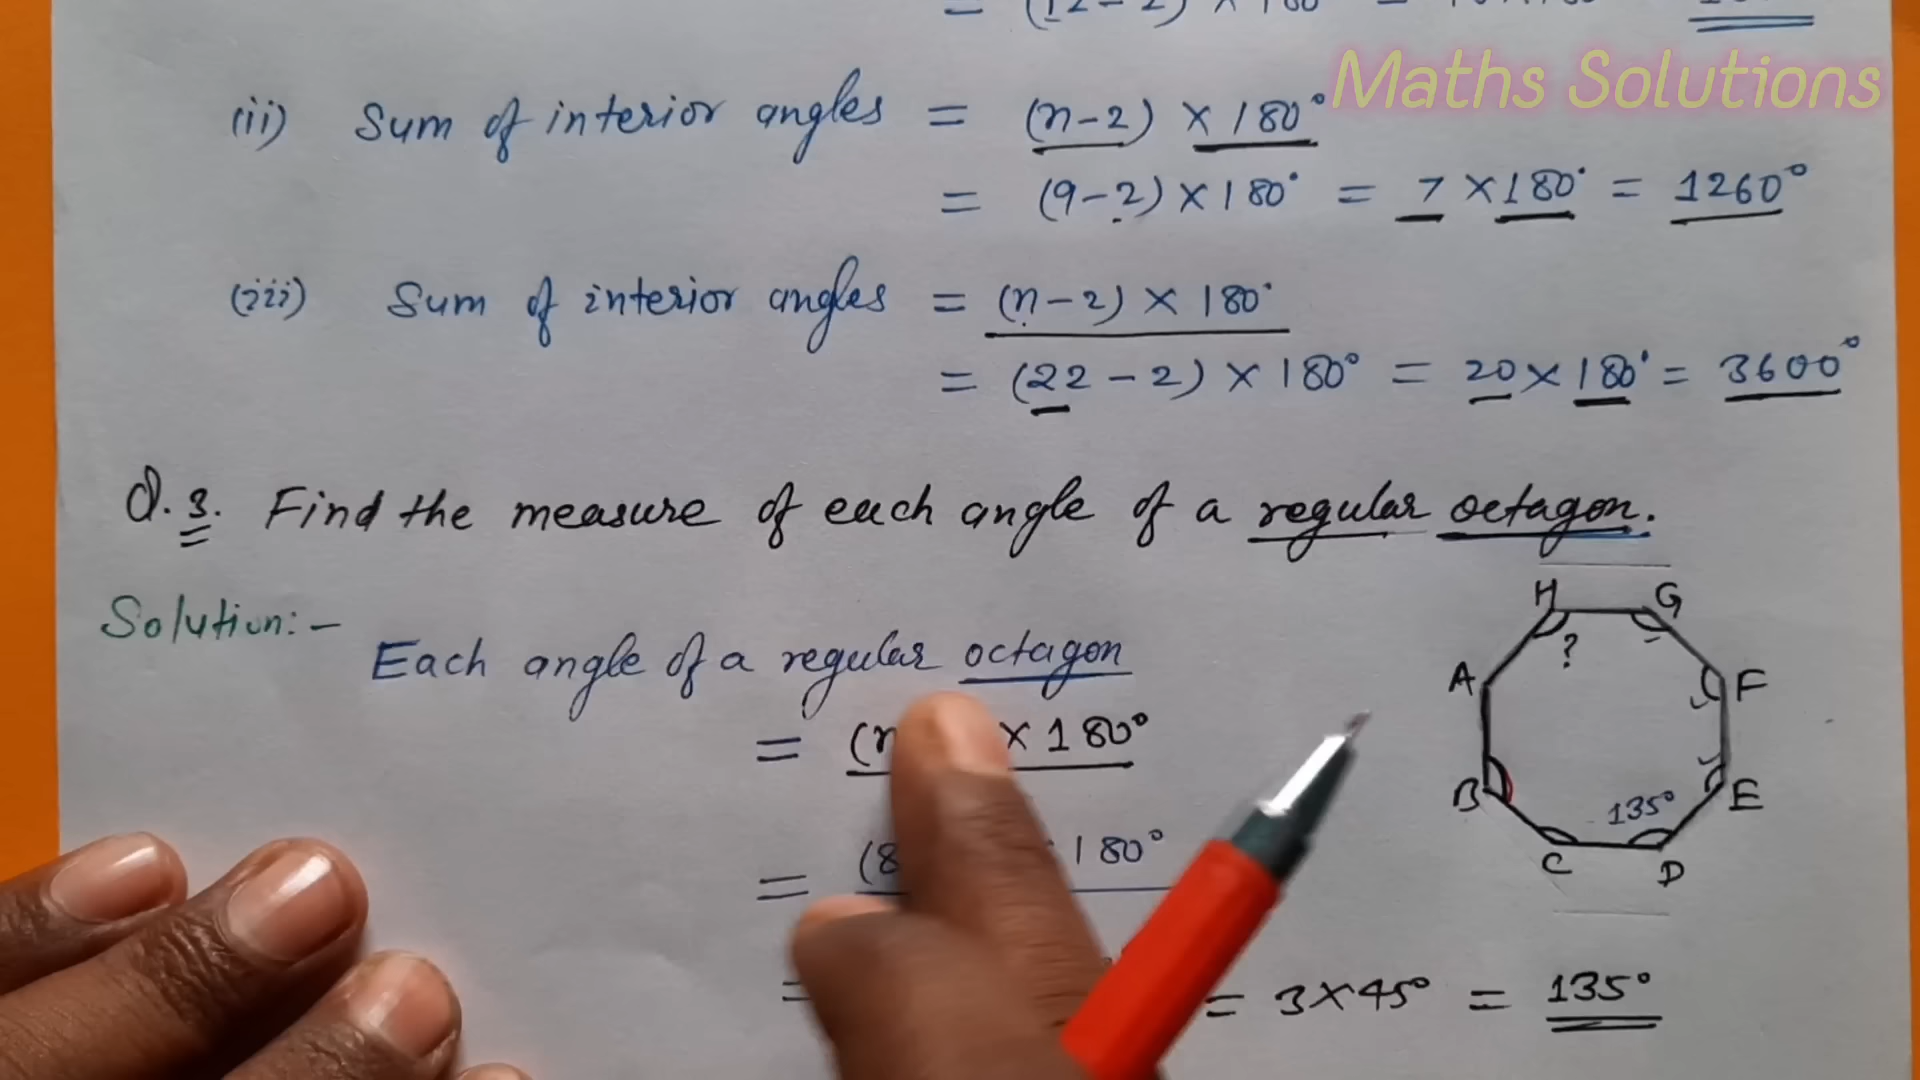 Maths Solutions
(ii) Sum of interior angles = (n-2) × 180°
= (9-2) × 180° = 7 × 180° = 1260°
(iii) Sum of interior angles = (n-2) × 180°
= (22-2) × 180° = 20 × 180° = 3600°
Q.3. Find the measure of each angle of a regular octagon.
Solution:-
Each angle of a regular octagon
= (n × 180°
= (8 180°
= = 3×45° = 135°
H G
?
A F
B E
135°
C D